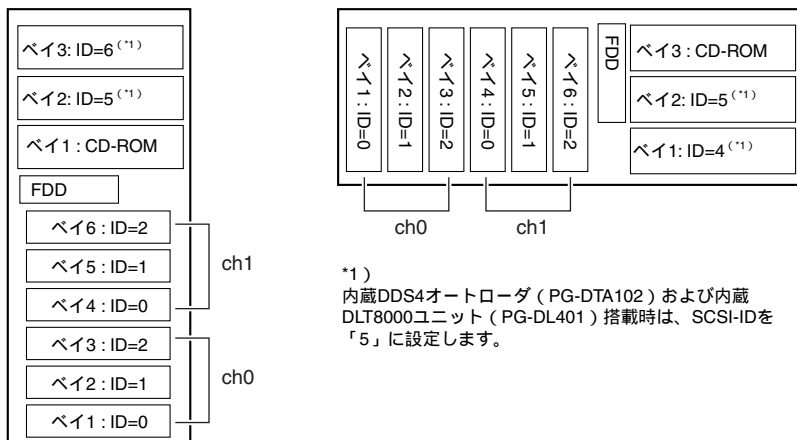 ベイ3: ID=6(*1)
ベイ2: ID=5(*1)
ベイ1 : CD-ROM
FDD
ベイ6 : ID=2
ベイ5 : ID=1
ベイ4 : ID=0
ch1
ベイ3 : ID=2
ベイ2 : ID=1
ベイ1 : ID=0
ch0
ベイ1 : ID=0
ベイ2 : ID=1
ベイ3 : ID=2
ベイ4 : ID=0
ベイ5 : ID=1
ベイ6 : ID=2
FDD
ベイ3 : CD-ROM
ベイ2: ID=5(*1)
ベイ1: ID=4(*1)
ch0
ch1
*1)
内蔵DDS4オートローダ(PG-DTA102)および内蔵
DLT8000ユニット(PG-DL401)搭載時は、SCSI-IDを
「5」に設定します。